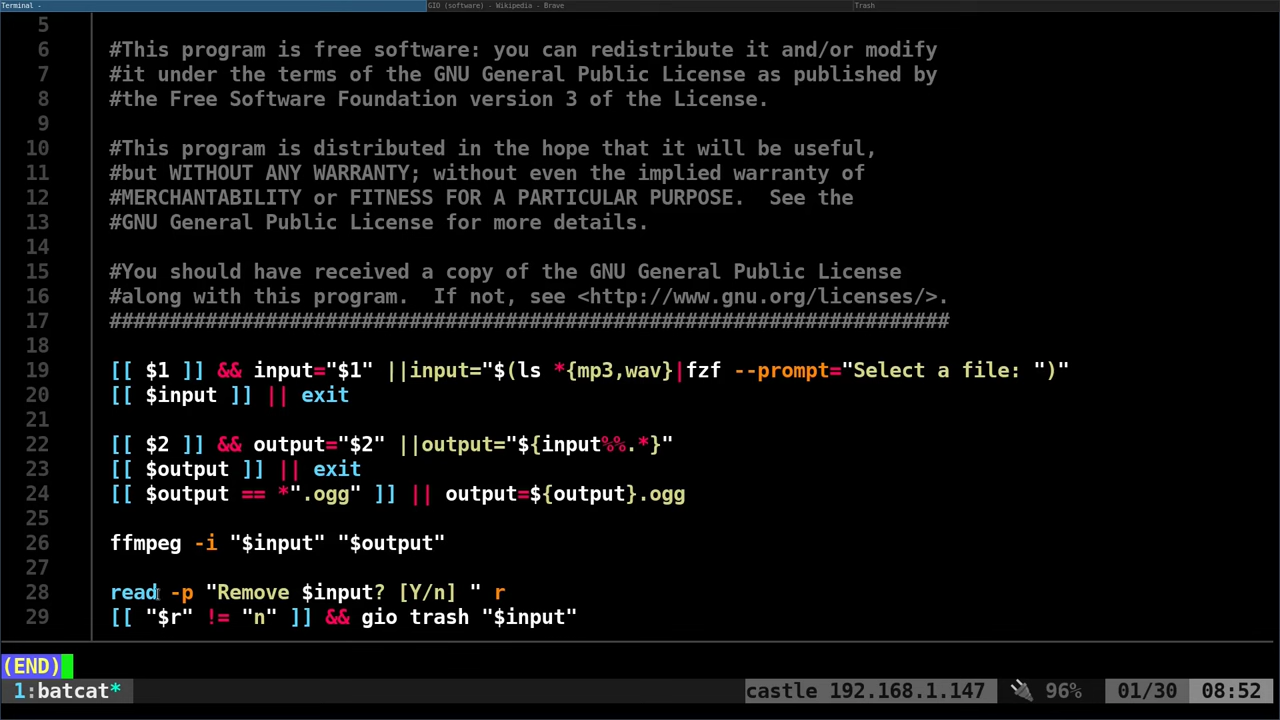 Terminal -
GIO (software) - Wikipedia - Brave
Trash
5
6 #This program is free software: you can redistribute it and/or modify
7 #it under the terms of the GNU General Public License as published by
8 #the Free Software Foundation version 3 of the License.
9
10 #This program is distributed in the hope that it will be useful,
11 #but WITHOUT ANY WARRANTY; without even the implied warranty of
12 #MERCHANTABILITY or FITNESS FOR A PARTICULAR PURPOSE.  See the
13 #GNU General Public License for more details.
14
15 #You should have received a copy of the GNU General Public License
16 #along with this program.  If not, see <http://www.gnu.org/licenses/>.
17 ######################################################################
18
19 [[ $1 ]] && input="$1" ||input="$(ls *{mp3,wav}|fzf --prompt="Select a file: ")"
20 [[ $input ]] || exit
21
22 [[ $2 ]] && output="$2" ||output="${input%%.*}"
23 [[ $output ]] || exit
24 [[ $output == *".ogg" ]] || output=${output}.ogg
25
26 ffmpeg -i "$input" "$output"
27
28 read -p "Remove $input? [Y/n] " r
29 [[ "$r" != "n" ]] && gio trash "$input"
(END)
1:batcat* castle 192.168.1.147 96% 01/30 08:52